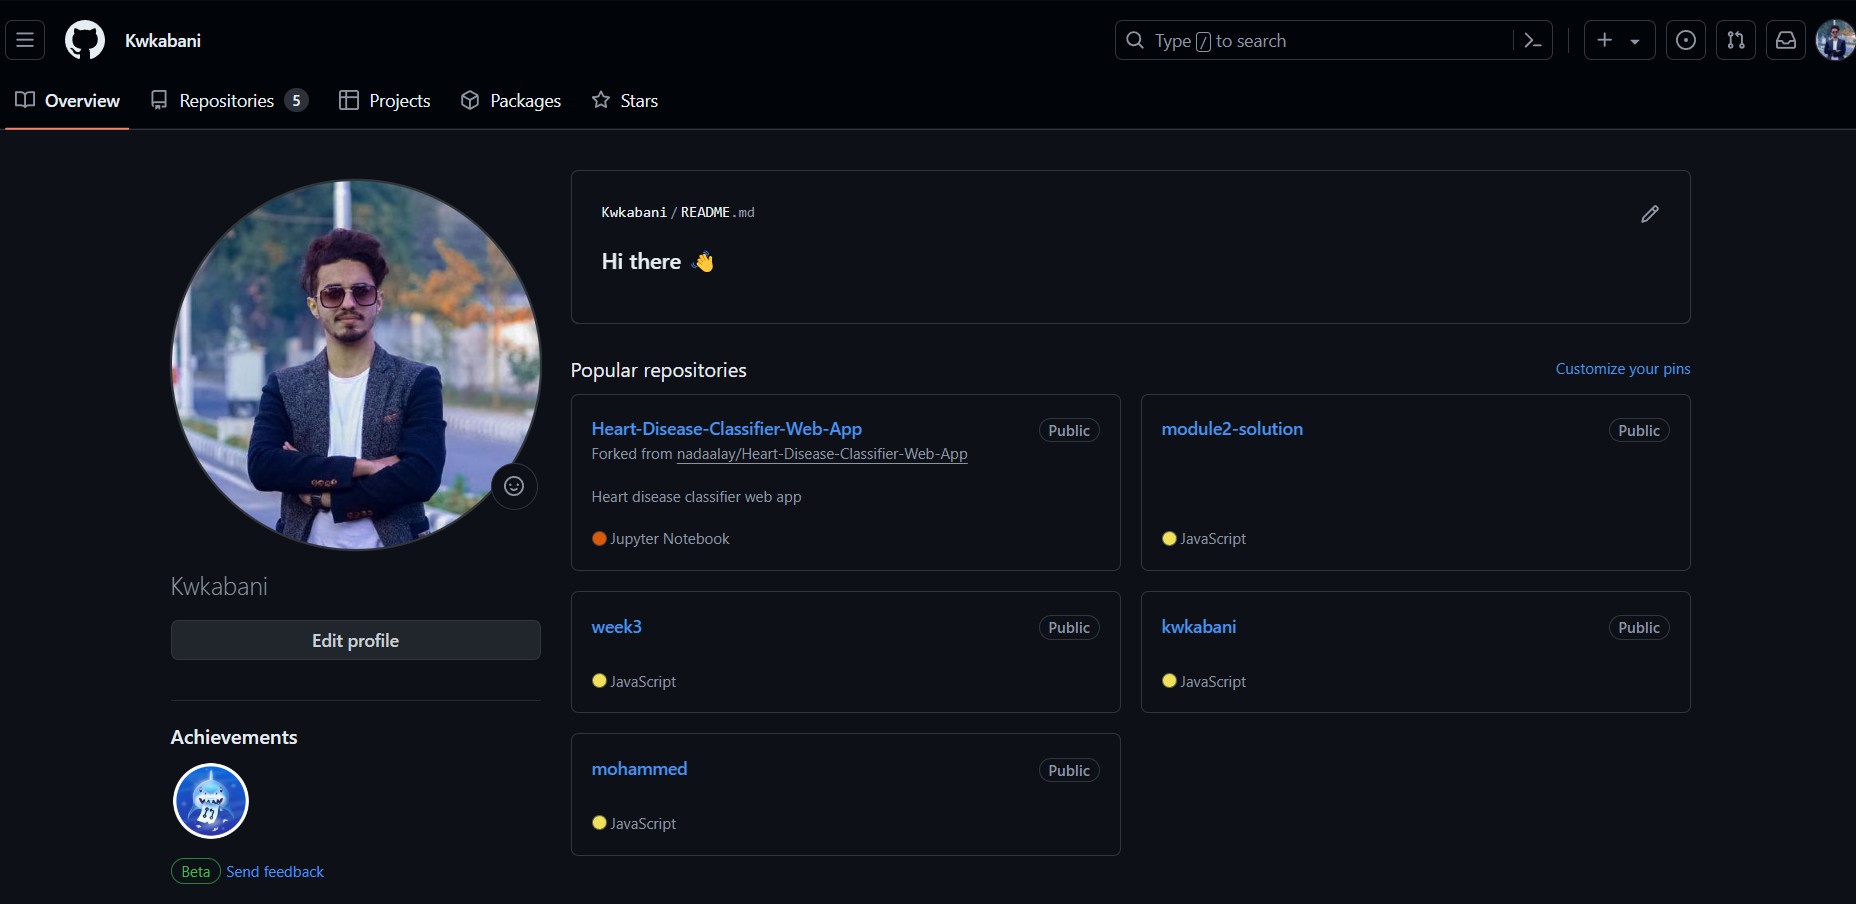 Kwkabani
Type / to search
Overview
Repositories 5
Projects
Packages
Stars
Kwkabani
Edit profile
Achievements
Beta Send feedback
Kwkabani/README.md
Hi there 👋
Popular repositories
Customize your pins
Heart-Disease-Classifier-Web-App
Public
Forked from nadaalay/Heart-Disease-Classifier-Web-App
Heart disease classifier web app
Jupyter Notebook
module2-solution
Public
JavaScript
week3
Public
JavaScript
kwkabani
Public
JavaScript
mohammed
Public
JavaScript